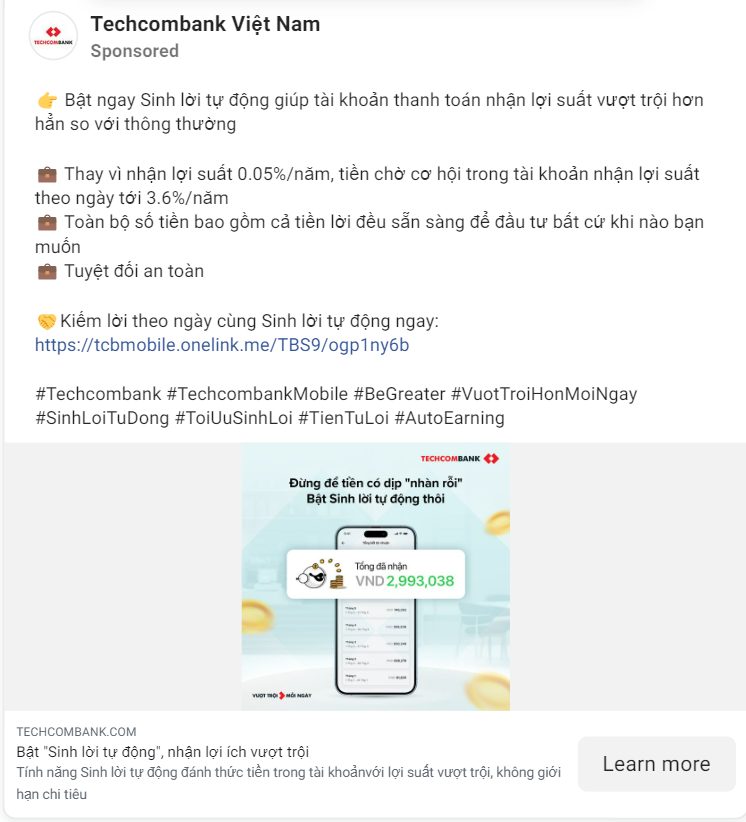 TECHCOMBANK
Techcombank Việt Nam
Sponsored
👉 Bật ngay Sinh lời tự động giúp tài khoản thanh toán nhận lợi suất vượt trội hơn
hẳn so với thông thường
💼 Thay vì nhận lợi suất 0.05%/năm, tiền chờ cơ hội trong tài khoản nhận lợi suất
theo ngày tới 3.6%/năm
💼 Toàn bộ số tiền bao gồm cả tiền lời đều sẵn sàng để đầu tư bất cứ khi nào bạn
muốn
💼 Tuyệt đối an toàn
🤝Kiếm lời theo ngày cùng Sinh lời tự động ngay:
https://tcbmobile.onelink.me/TBS9/ogp1ny6b
#Techcombank #TechcombankMobile #BeGreater #VuotTroiHonMoiNgay
#SinhLoiTuDong #ToiUuSinhLoi #TienTuLoi #AutoEarning
TECHCOMBANK
Đừng để tiền có dịp "nhàn rỗi"
Bật Sinh lời tự động thôi
Tổng đã nhận
VND 2,993,038
VƯỢT TRỘI MỖI NGÀY
TECHCOMBANK.COM
Bật "Sinh lời tự động", nhận lợi ích vượt trội
Tính năng Sinh lời tự động đánh thức tiền trong tài khoảnvới lợi suất vượt trội, không giới
hạn chi tiêu
Learn more